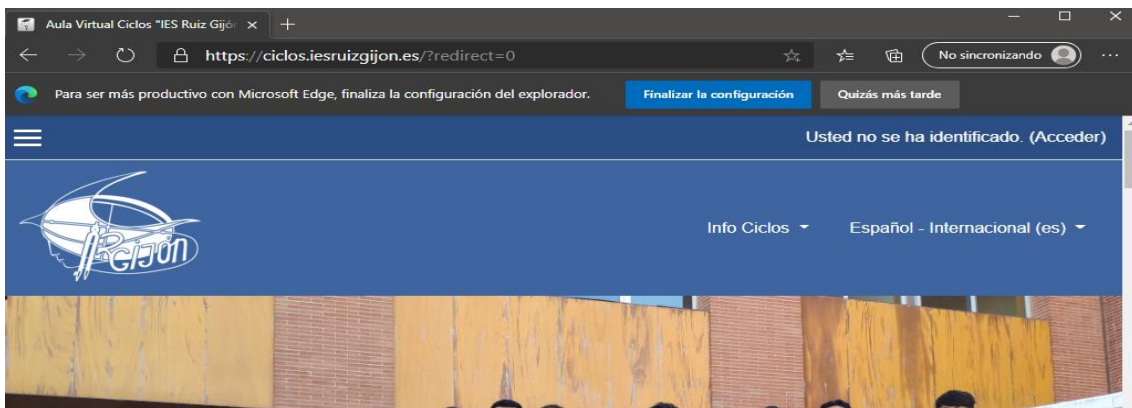 Aula Virtual Ciclos "IES Ruiz Gijó
https://ciclos.iesruizgijon.es/?redirect=0
No sincronizando
Para ser más productivo con Microsoft Edge, finaliza la configuración del explorador.
Finalizar la configuración
Quizás más tarde
Usted no se ha identificado. (Acceder)
Info Ciclos
Español - Internacional (es)
RGIJÓN